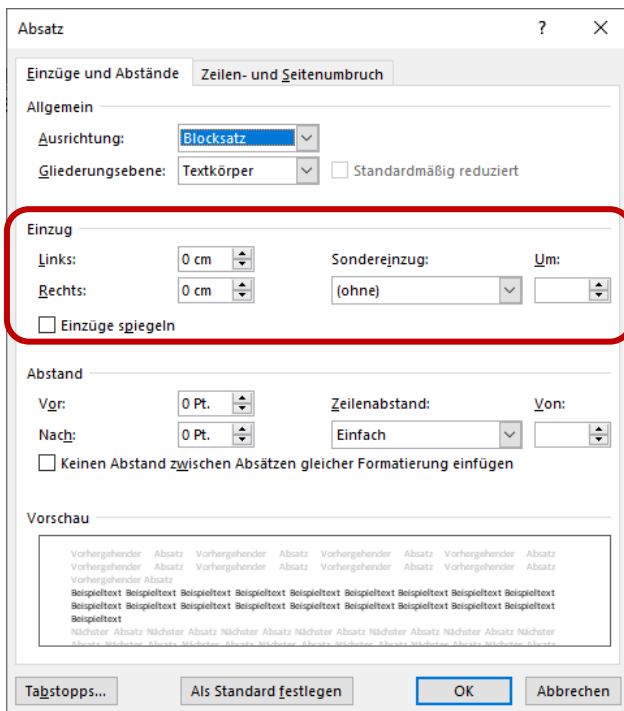 Absatz ? ×
Einzüge und Abstände Zeilen- und Seitenumbruch
Allgemein
Ausrichtung: Blocksatz
Gliederungsebene: Textkörper Standardmäßig reduziert
Einzug
Links: 0 cm Sondereinzug: Um:
Rechts: 0 cm (ohne)
Einzüge spiegeln
Abstand
Vor: 0 Pt. Zeilenabstand: Von:
Nach: 0 Pt. Einfach
Keinen Abstand zwischen Absätzen gleicher Formatierung einfügen
Vorschau
Vorhergehender Absatz Vorhergehender Absatz Vorhergehender Absatz Vorhergehender Absatz
Vorhergehender Absatz Vorhergehender Absatz Vorhergehender Absatz Vorhergehender Absatz
Vorhergehender Absatz
Beispieltext Beispieltext Beispieltext Beispieltext Beispieltext Beispieltext Beispieltext Beispieltext Beispieltext
Beispieltext Beispieltext Beispieltext Beispieltext Beispieltext Beispieltext Beispieltext Beispieltext Beispieltext
Beispieltext
Nächster Absatz Nächster Absatz Nächster Absatz Nächster Absatz Nächster Absatz Nächster Absatz Nächster
Tabstopps... Als Standard festlegen OK Abbrechen